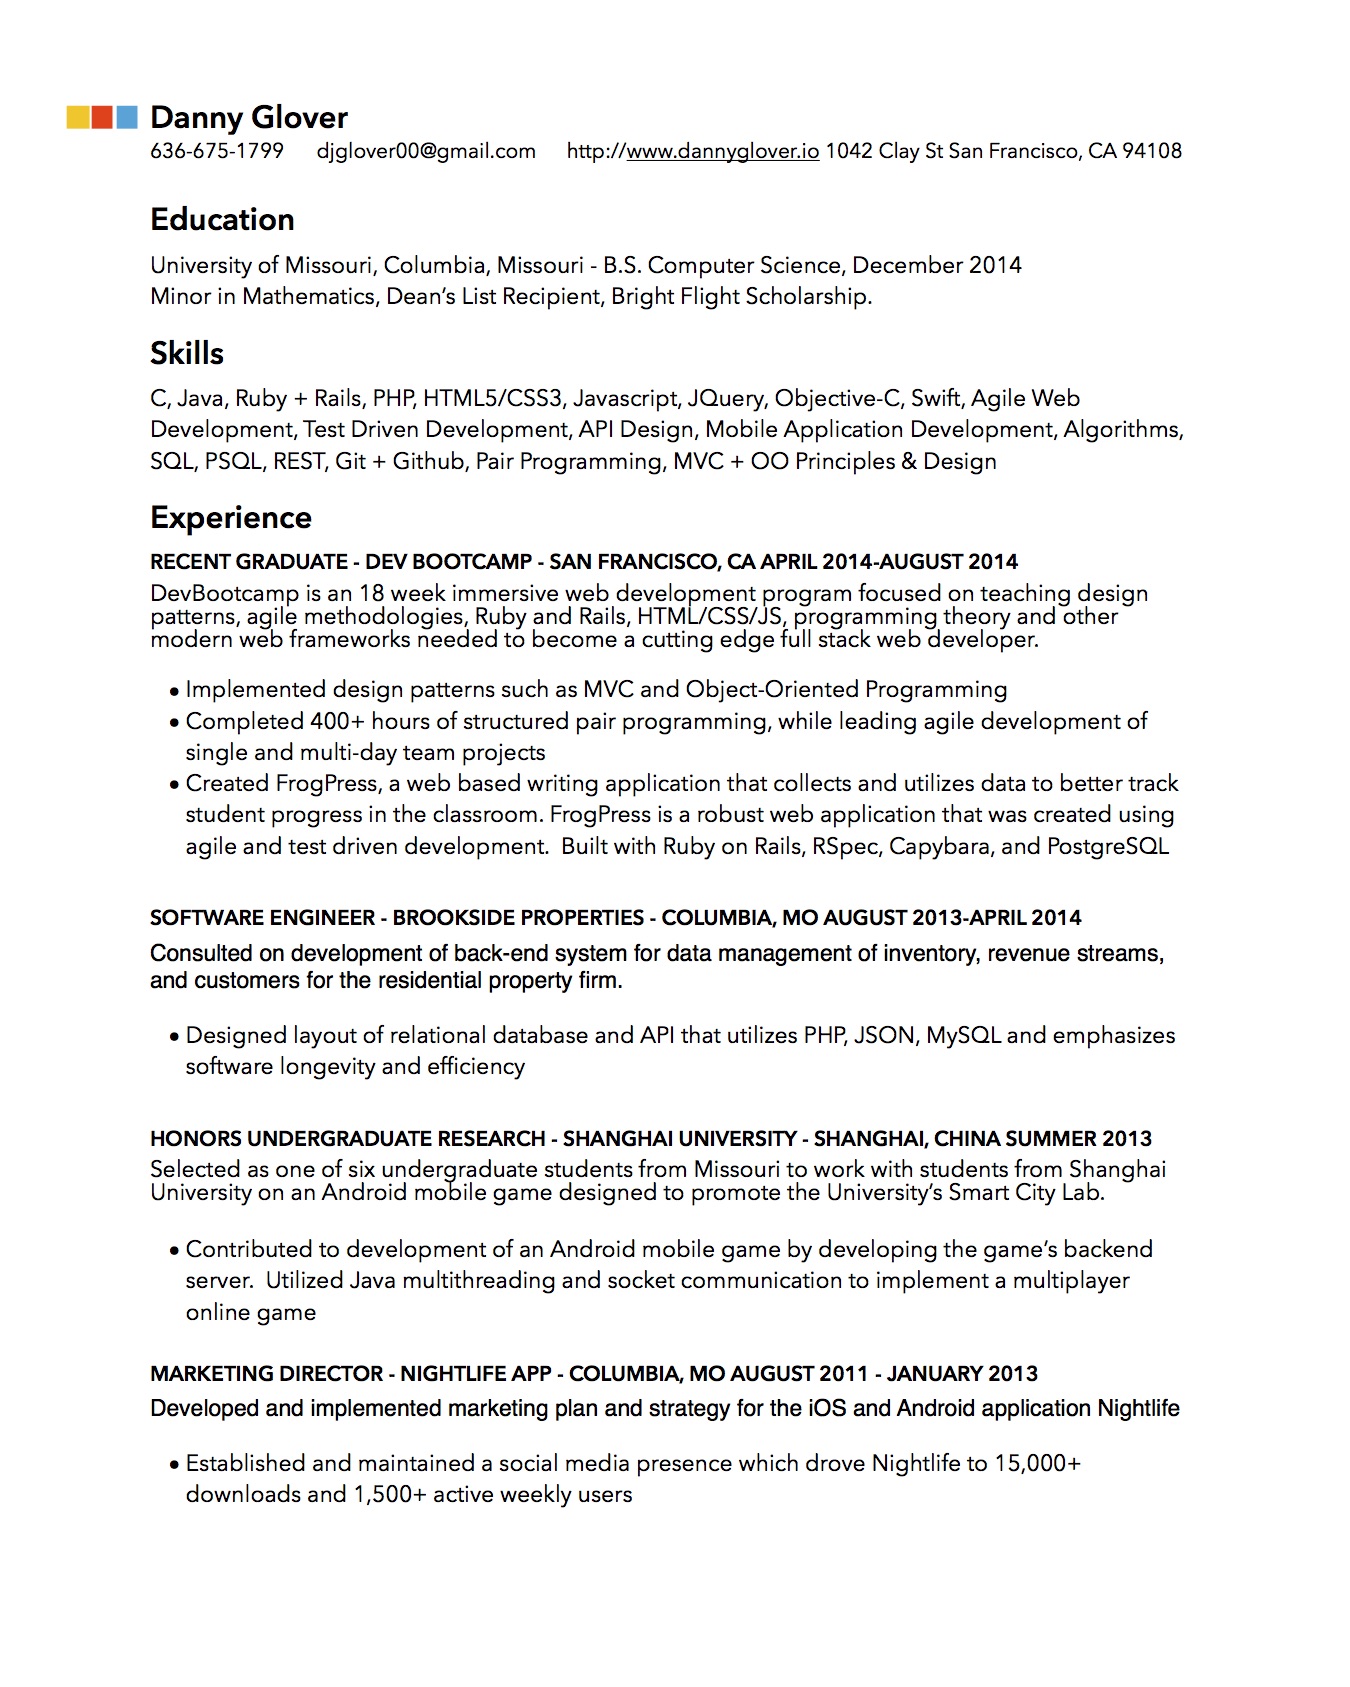 Danny Glover
636-675-1799 djglover00@gmail.com http://www.dannyglover.io 1042 Clay St San Francisco, CA 94108
Education
University of Missouri, Columbia, Missouri - B.S. Computer Science, December 2014
Minor in Mathematics, Dean’s List Recipient, Bright Flight Scholarship.
Skills
C, Java, Ruby + Rails, PHP, HTML5/CSS3, Javascript, JQuery, Objective-C, Swift, Agile Web
Development, Test Driven Development, API Design, Mobile Application Development, Algorithms,
SQL, PSQL, REST, Git + Github, Pair Programming, MVC + OO Principles & Design
Experience
RECENT GRADUATE - DEV BOOTCAMP - SAN FRANCISCO, CA APRIL 2014-AUGUST 2014
DevBootcamp is an 18 week immersive web development program focused on teaching design
patterns, agile methodologies, Ruby and Rails, HTML/CSS/JS, programming theory and other
modern web frameworks needed to become a cutting edge full stack web developer.
• Implemented design patterns such as MVC and Object-Oriented Programming
• Completed 400+ hours of structured pair programming, while leading agile development of
single and multi-day team projects
• Created FrogPress, a web based writing application that collects and utilizes data to better track
student progress in the classroom. FrogPress is a robust web application that was created using
agile and test driven development.  Built with Ruby on Rails, RSpec, Capybara, and PostgreSQL
SOFTWARE ENGINEER - BROOKSIDE PROPERTIES - COLUMBIA, MO AUGUST 2013-APRIL 2014
Consulted on development of back-end system for data management of inventory, revenue streams,
and customers for the residential property firm.
• Designed layout of relational database and API that utilizes PHP, JSON, MySQL and emphasizes
software longevity and efficiency
HONORS UNDERGRADUATE RESEARCH - SHANGHAI UNIVERSITY - SHANGHAI, CHINA SUMMER 2013
Selected as one of six undergraduate students from Missouri to work with students from Shanghai
University on an Android mobile game designed to promote the University’s Smart City Lab.
• Contributed to development of an Android mobile game by developing the game’s backend
server.  Utilized Java multithreading and socket communication to implement a multiplayer
online game
MARKETING DIRECTOR - NIGHTLIFE APP - COLUMBIA, MO AUGUST 2011 - JANUARY 2013
Developed and implemented marketing plan and strategy for the iOS and Android application Nightlife
• Established and maintained a social media presence which drove Nightlife to 15,000+
downloads and 1,500+ active weekly users